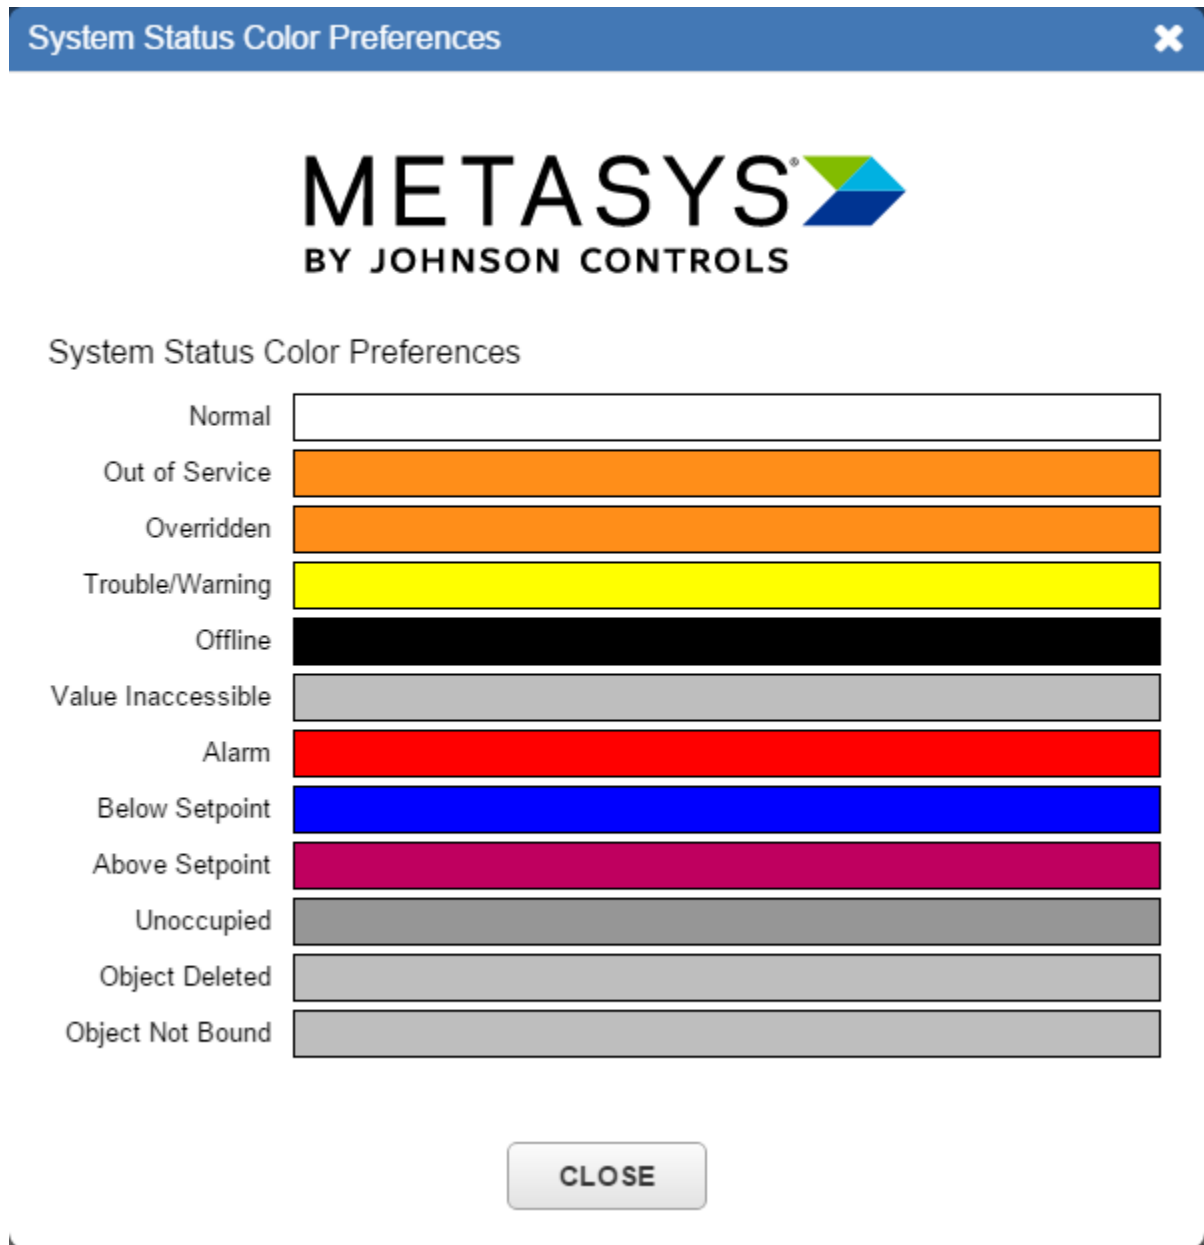 System Status Color Preferences
METASYS®
BY JOHNSON CONTROLS
System Status Color Preferences
Normal
Out of Service
Overridden
Trouble/Warning
Offline
Value Inaccessible
Alarm
Below Setpoint
Above Setpoint
Unoccupied
Object Deleted
Object Not Bound
CLOSE